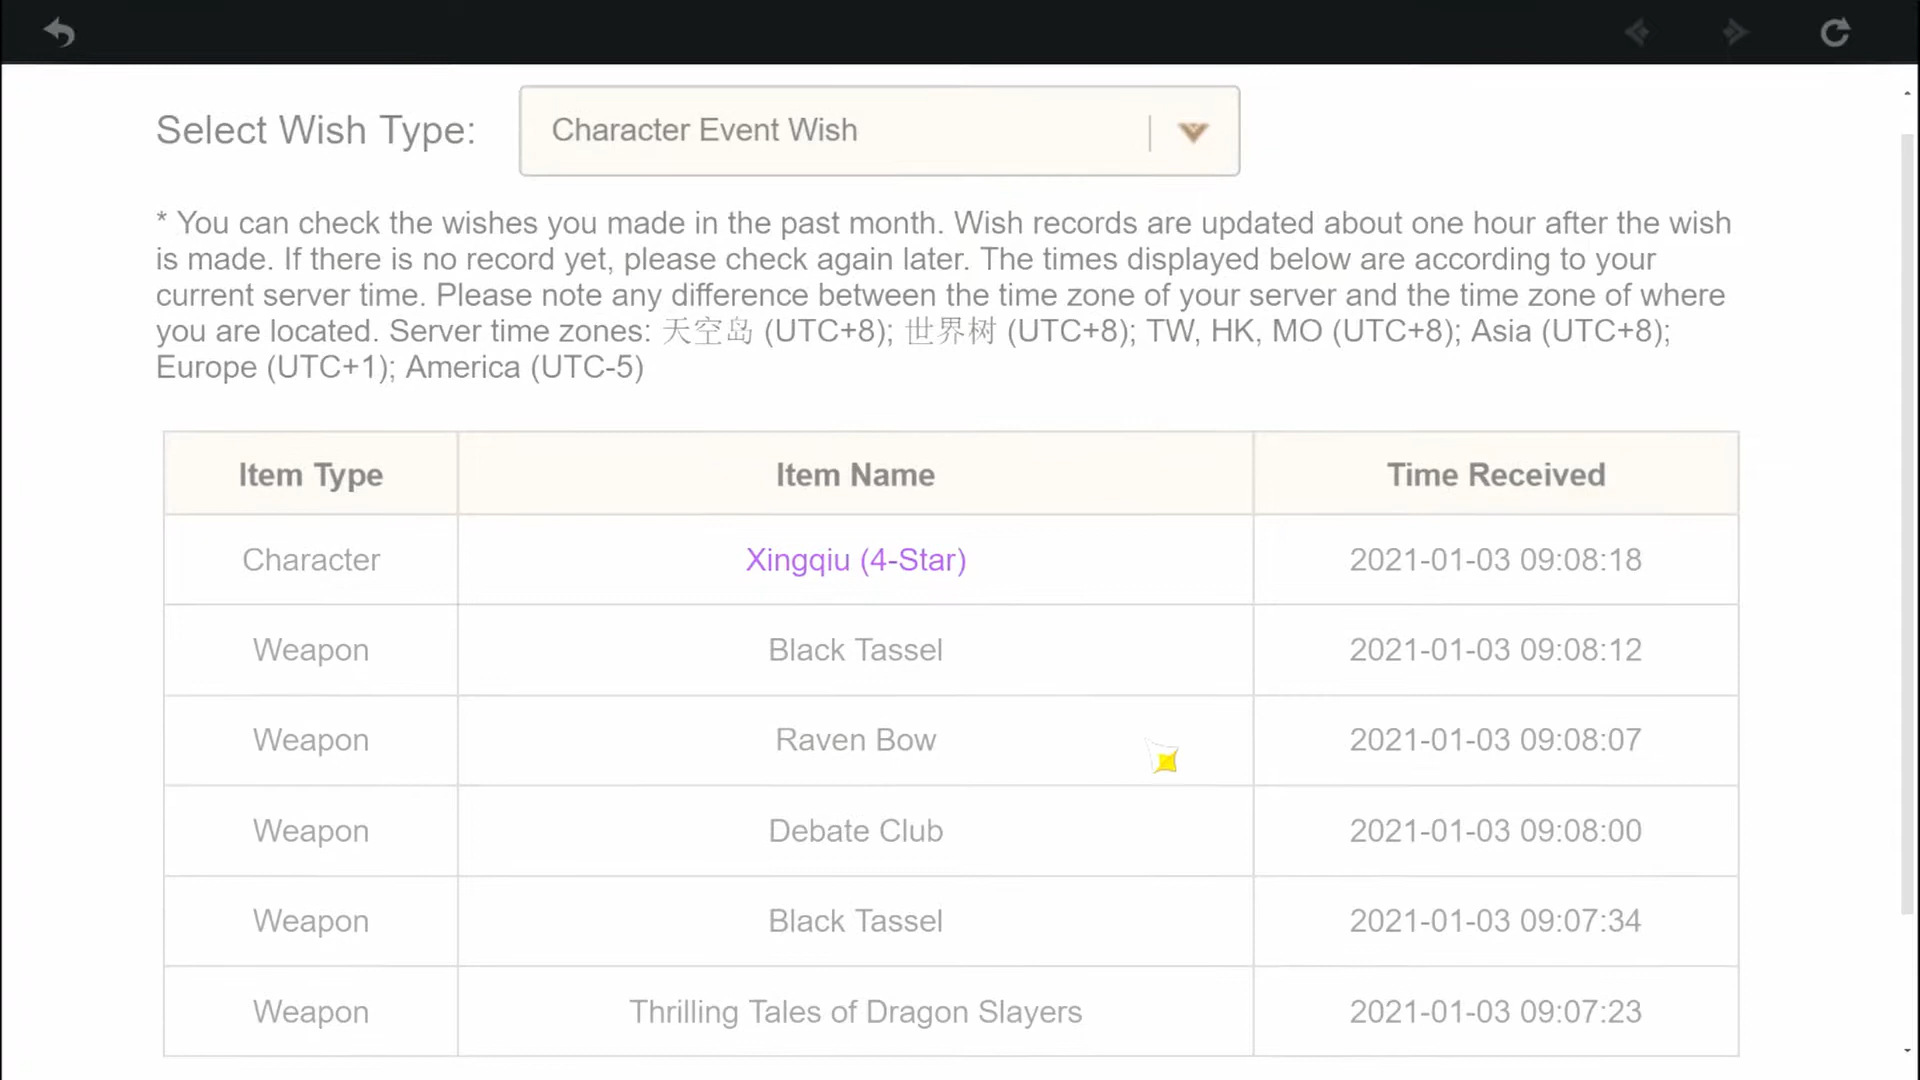 Select Wish Type: Character Event Wish
* You can check the wishes you made in the past month. Wish records are updated about one hour after the wish
is made. If there is no record yet, please check again later. The times displayed below are according to your
current server time. Please note any difference between the time zone of your server and the time zone of where
you are located. Server time zones: 天空岛 (UTC+8); 世界树 (UTC+8); TW, HK, MO (UTC+8); Asia (UTC+8);
Europe (UTC+1); America (UTC-5)
Item Type Item Name Time Received
Character Xingqiu (4-Star) 2021-01-03 09:08:18
Weapon Black Tassel 2021-01-03 09:08:12
Weapon Raven Bow 2021-01-03 09:08:07
Weapon Debate Club 2021-01-03 09:08:00
Weapon Black Tassel 2021-01-03 09:07:34
Weapon Thrilling Tales of Dragon Slayers 2021-01-03 09:07:23